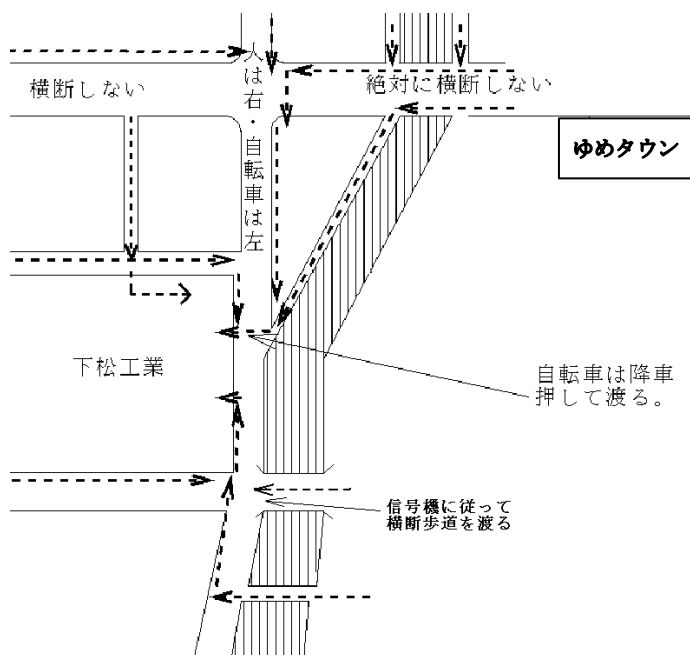 横断しない
人は右・自転車は左
絶対に横断しない
ゆめタウン
下松工業
自転車は降車
押して渡る。
信号機に従って
横断歩道を渡る